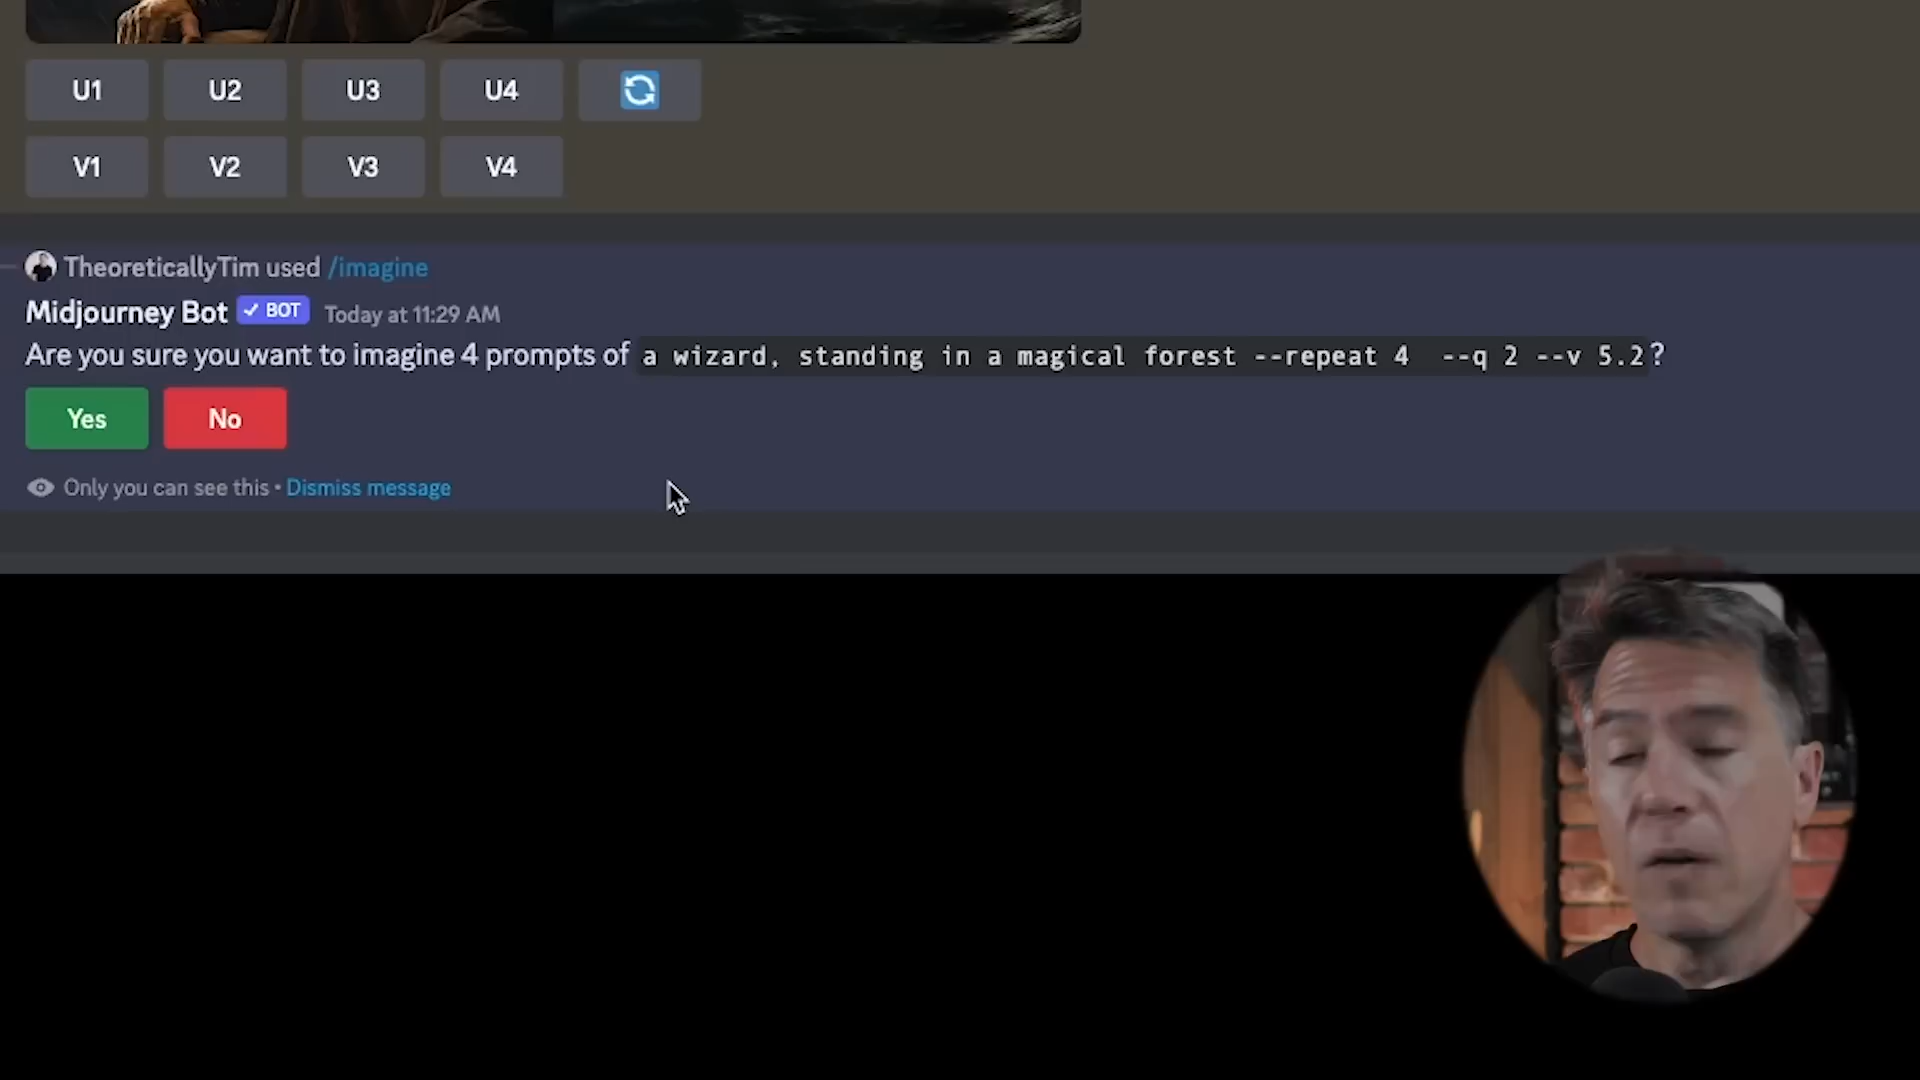 U1 U2 U3 U4
V1 V2 V3 V4
TheoreticallyTim used /imagine
Midjourney Bot ✓ BOT Today at 11:29 AM
Are you sure you want to imagine 4 prompts of a wizard, standing in a magical forest --repeat 4  --q 2 --v 5.2?
Yes No
Only you can see this • Dismiss message